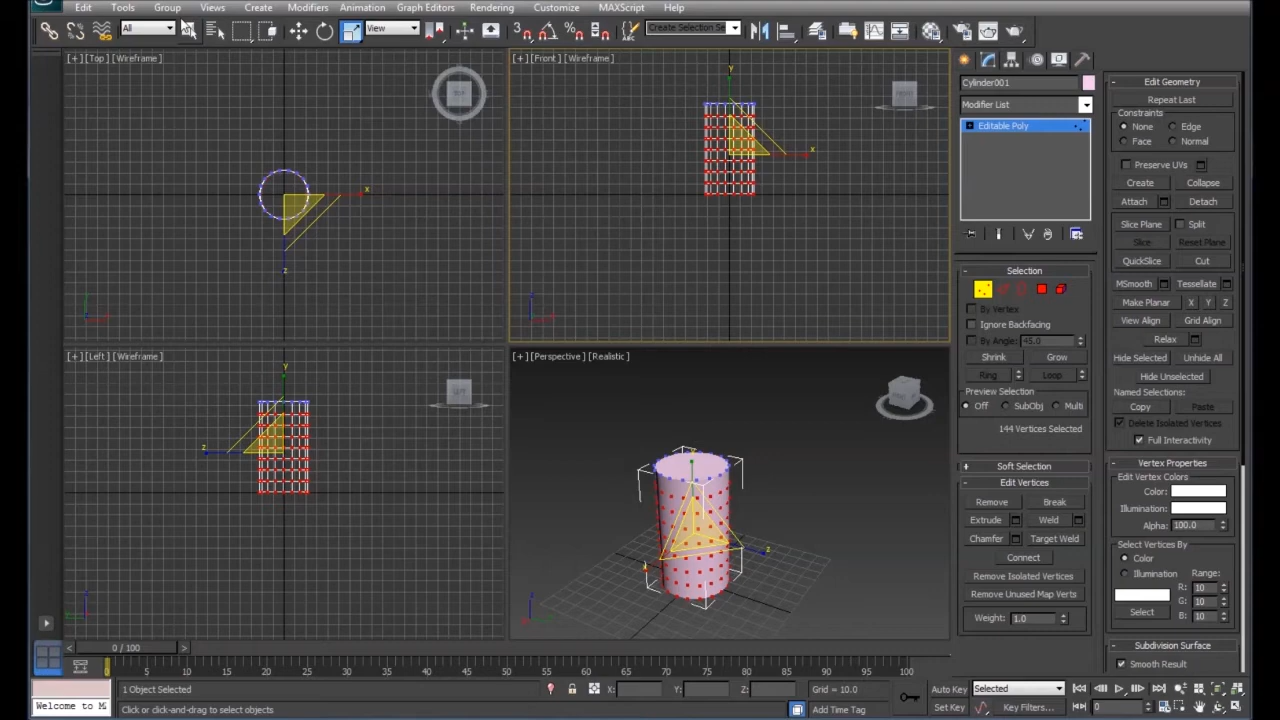 Edit Tools Group Views Create Modifiers Animation Graph Editors Rendering Customize MAXScript Help
All View 3 Create Selection Se
[+] [Top] [Wireframe] TOP
[+] [Front] [Wireframe] FRONT
x
z
y
x
[+] [Left] [Wireframe] LEFT
y
z
[+] [Perspective] [Realistic]
z
Cylinder001
Modifier List
Editable Poly
Selection
By Vertex
Ignore Backfacing
By Angle: 45.0
Shrink Grow
Ring Loop
Preview Selection
Off SubObj Multi
144 Vertices Selected
Soft Selection
Edit Vertices
Remove Break
Extrude Weld
Chamfer Target Weld
Connect
Remove Isolated Vertices
Remove Unused Map Verts
Weight: 1.0
Edit Geometry
Repeat Last
Constraints
None Edge
Face Normal
Preserve UVs
Create Collapse
Attach Detach
Slice Plane Split
Slice Reset Plane
QuickSlice Cut
MSmooth Tessellate
Make Planar X Y Z
View Align Grid Align
Relax
Hide Selected Unhide All
Hide Unselected
Named Selections:
Copy Paste
Delete Isolated Vertices
Full Interactivity
Vertex Properties
Edit Vertex Colors
Color:
Illumination:
Alpha: 100.0
Select Vertices By
Color
Illumination Range:
R: 10
G: 10
B: 10
Select
Subdivision Surface
Smooth Result
< 0 / 100 >
0 5 10 15 20 25 30 35 40 45 50 55 60 65 70 75 80 85 90 95 100
1 Object Selected X: Y: Z: Grid = 10.0 Auto Key Selected
Welcome to M Click or click-and-drag to select objects Add Time Tag Set Key Key Filters... 0